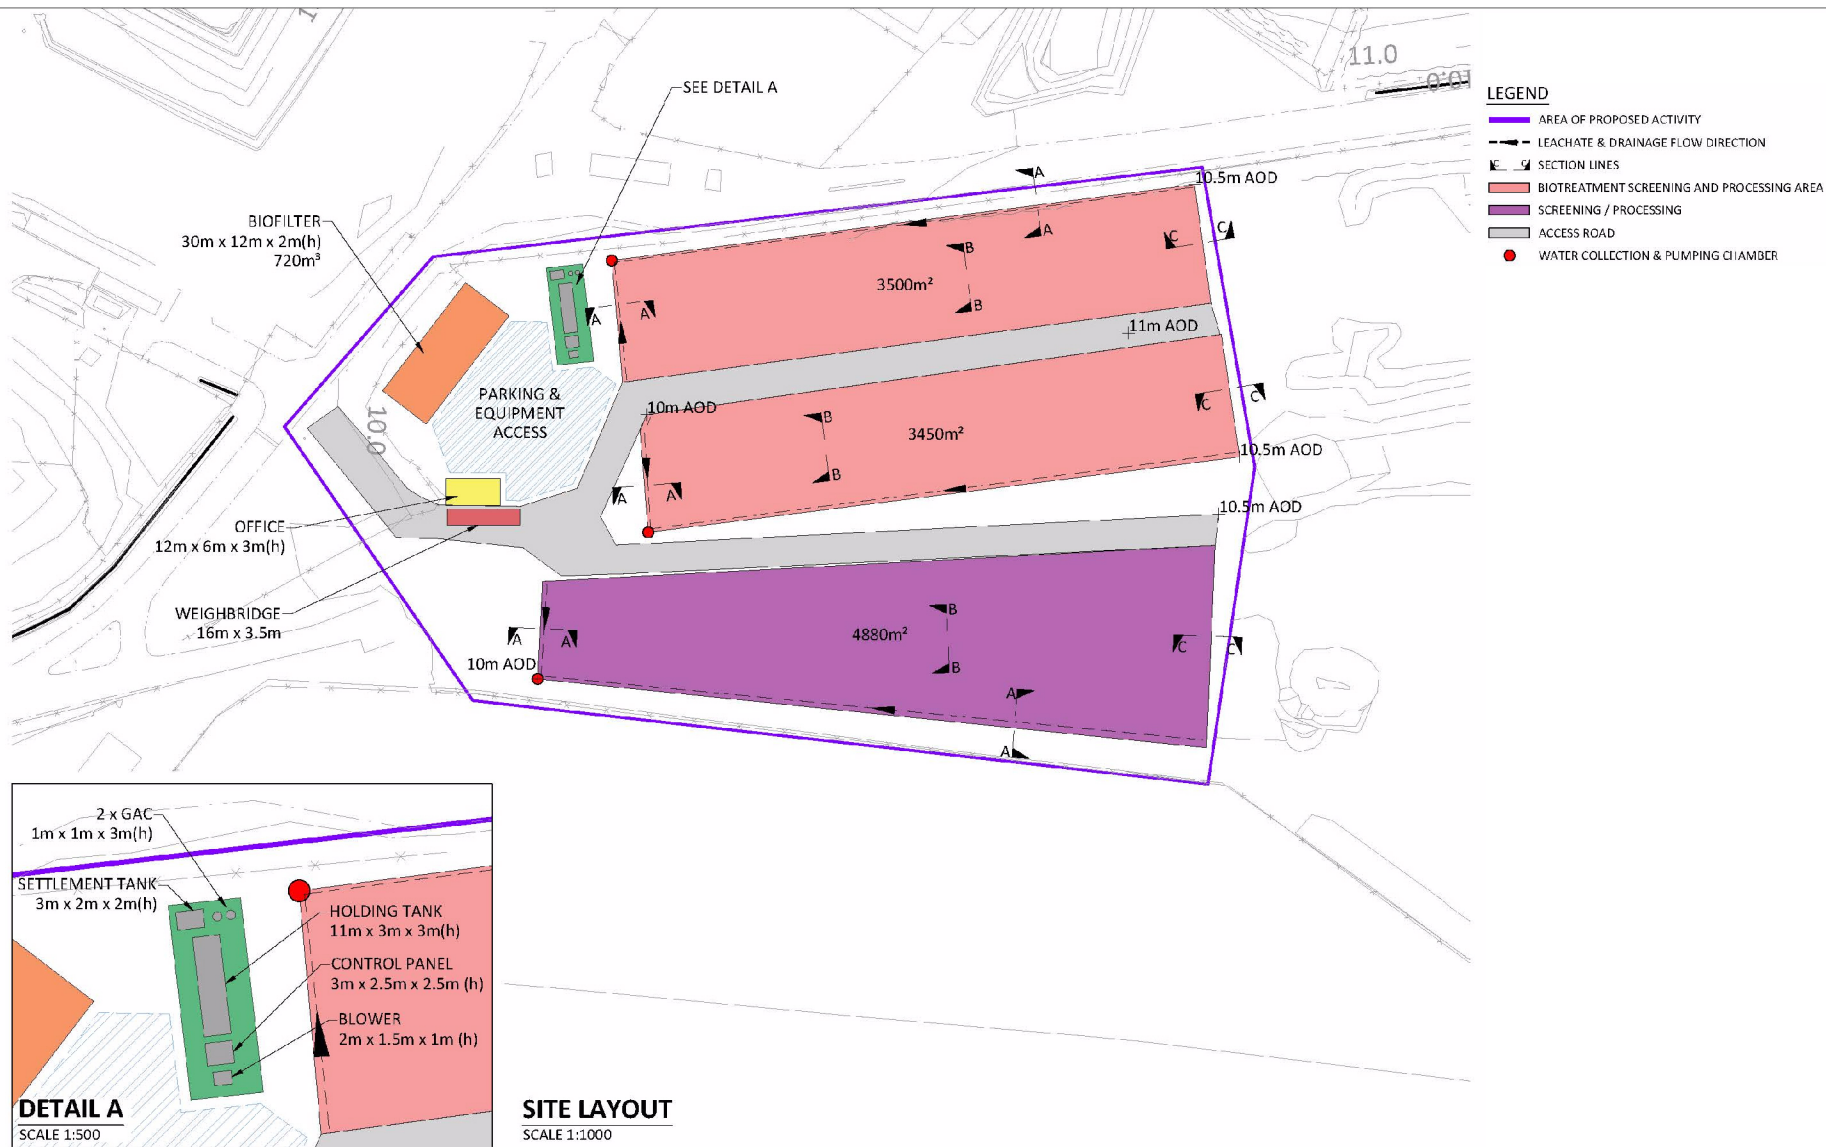 SEE DETAIL A
11.0
10.0
LEGEND
AREA OF PROPOSED ACTIVITY
LEACHATE & DRAINAGE FLOW DIRECTION
C C SECTION LINES
BIOTREATMENT SCREENING AND PROCESSING AREA
SCREENING / PROCESSING
ACCESS ROAD
WATER COLLECTION & PUMPING CHAMBER
A
10.5m AOD
BIOFILTER
30m x 12m x 2m(h)
720m³
A
B
C
C
3500m²
B
A
A
11m AOD
PARKING &
EQUIPMENT
ACCESS
10m AOD
10.0
B
C
C
3450m²
B
10.5m AOD
A
A
10.5m AOD
OFFICE
12m x 6m x 3m(h)
WEIGHBRIDGE
16m x 3.5m
B
4880m²
A
A
C
C
10m AOD
B
A
A
2 x GAC
1m x 1m x 3m(h)
SETTLEMENT TANK
3m x 2m x 2m(h)
HOLDING TANK
11m x 3m x 3m(h)
CONTROL PANEL
3m x 2.5m x 2.5m (h)
BLOWER
2m x 1.5m x 1m (h)
DETAIL A
SCALE 1:500
SITE LAYOUT
SCALE 1:1000